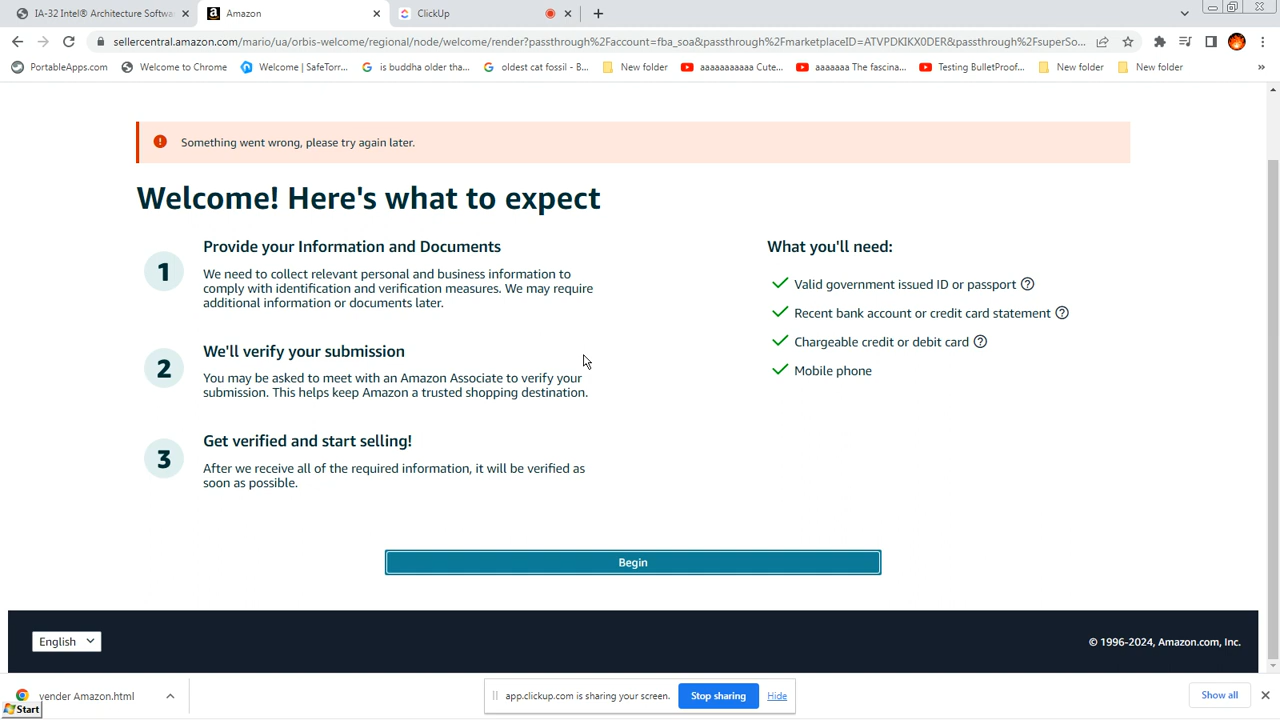 IA-32 Intel® Architecture Softwa
Amazon
ClickUp
sellercentral.amazon.com/mario/ua/orbis-welcome/regional/node/welcome/render?passthrough%2Faccount=fba_soa&passthrough%2FmarketplaceID=ATVPDKIKX0DER&passthrough%2FsuperSo...
PortableApps.com
Welcome to Chrome
Welcome | SafeTorr...
is buddha older tha...
oldest cat fossil - B...
New folder
aaaaaaaaaaa Cute...
aaaaaaa The fascina...
Testing BulletProof...
New folder
New folder
»
Something went wrong, please try again later.
Welcome! Here's what to expect
1
Provide your Information and Documents
We need to collect relevant personal and business information to
comply with identification and verification measures. We may require
additional information or documents later.
2
We'll verify your submission
You may be asked to meet with an Amazon Associate to verify your
submission. This helps keep Amazon a trusted shopping destination.
3
Get verified and start selling!
After we receive all of the required information, it will be verified as
soon as possible.
What you'll need:
Valid government issued ID or passport
Recent bank account or credit card statement
Chargeable credit or debit card
Mobile phone
Begin
English
© 1996-2024, Amazon.com, Inc.
vender Amazon.html
app.clickup.com is sharing your screen.
Stop sharing
Hide
Show all
Start